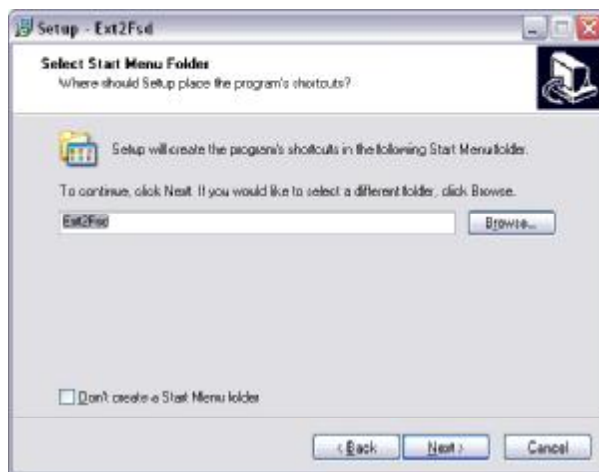 Setup - Ext2Fsd
Select Start Menu Folder
Where should Setup place the program's shortcuts?
Setup will create the program's shortcuts in the following Start Menu folder.
To continue, click Next. If you would like to select a different folder, click Browse.
Ext2Fsd
Browse...
Don't create a Start Menu folder
< Back
Next >
Cancel